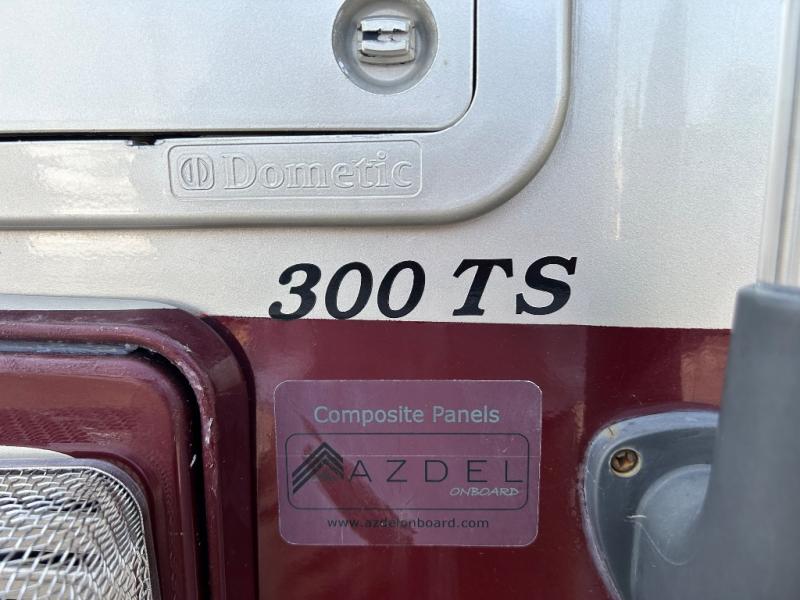 Dometic
300 TS
Composite Panels
AZDEL
ONBOARD
www.azdelonboard.com